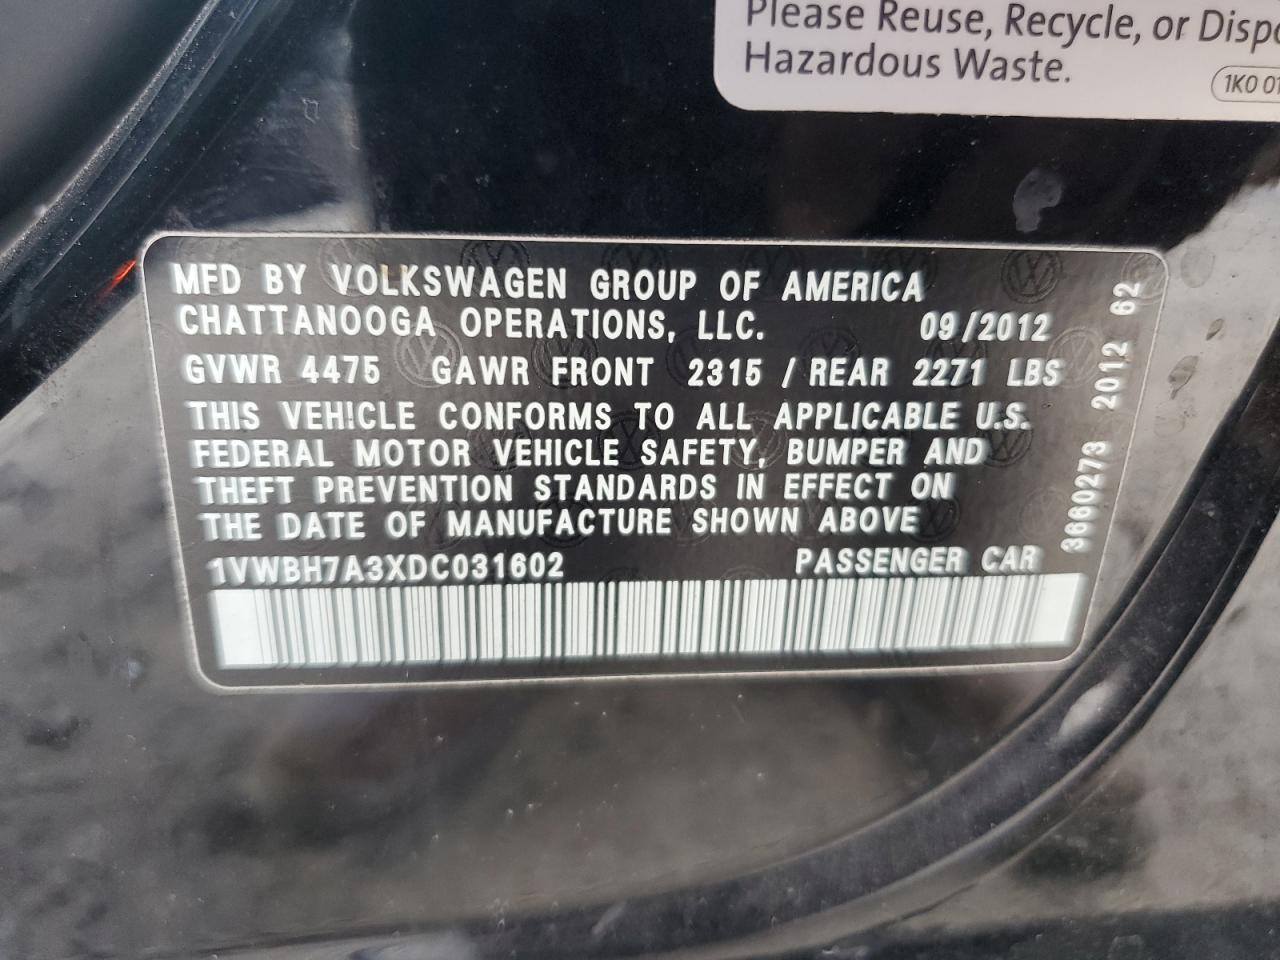 Please Reuse, Recycle, or
Hazardous Waste.
1K0
MFD BY VOLKSWAGEN GROUP OF AMERICA
CHATTANOOGA OPERATIONS, LLC. 09/2012
GVWR 4475 GAWR FRONT 2315 / REAR 2271 LBS
THIS VEHICLE CONFORMS TO ALL APPLICABLE U.S.
FEDERAL MOTOR VEHICLE SAFETY, BUMPER AND
THEFT PREVENTION STANDARDS IN EFFECT ON
THE DATE OF MANUFACTURE SHOWN ABOVE
1VWBH7A3XDC031602 PASSENGER CAR
3660273 2012 62